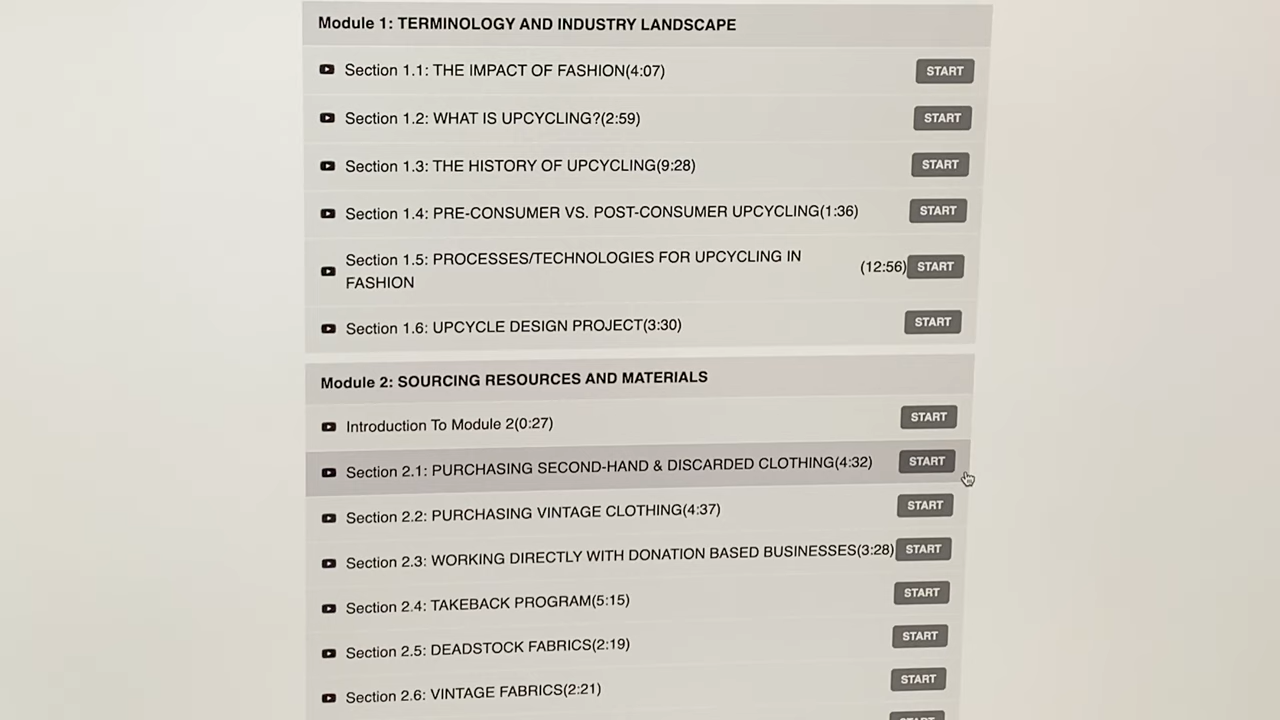 Module 1: TERMINOLOGY AND INDUSTRY LANDSCAPE
Section 1.1: THE IMPACT OF FASHION(4:07) START
Section 1.2: WHAT IS UPCYCLING?(2:59) START
Section 1.3: THE HISTORY OF UPCYCLING(9:28) START
Section 1.4: PRE-CONSUMER VS. POST-CONSUMER UPCYCLING(1:36) START
Section 1.5: PROCESSES/TECHNOLOGIES FOR UPCYCLING IN
FASHION
(12:56) START
Section 1.6: UPCYCLE DESIGN PROJECT(3:30) START
Module 2: SOURCING RESOURCES AND MATERIALS
Introduction To Module 2(0:27) START
Section 2.1: PURCHASING SECOND-HAND & DISCARDED CLOTHING(4:32) START
Section 2.2: PURCHASING VINTAGE CLOTHING(4:37) START
Section 2.3: WORKING DIRECTLY WITH DONATION BASED BUSINESSES(3:28) START
Section 2.4: TAKEBACK PROGRAM(5:15) START
Section 2.5: DEADSTOCK FABRICS(2:19) START
Section 2.6: VINTAGE FABRICS(2:21) START